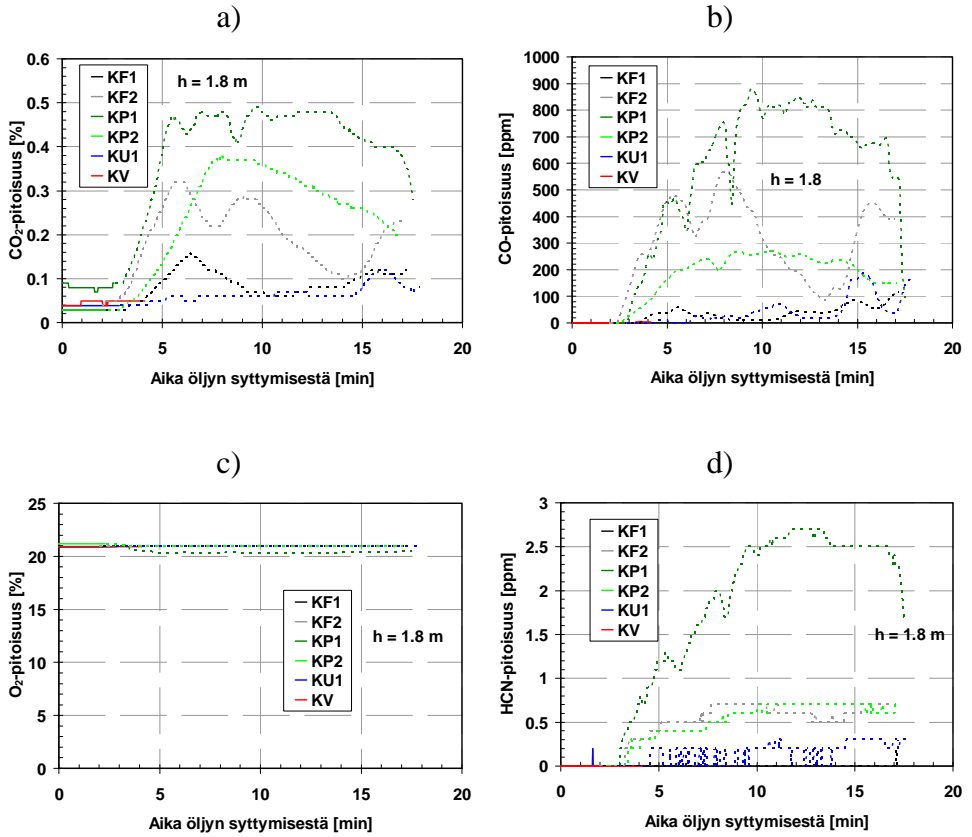 a)
CO₂-pitoisuus [%]
0.6
0.5
0.4
0.3
0.2
0.1
0.0
KF1
KF2
KP1
KP2
KU1
KV
h = 1.8 m
0 5 10 15 20
Aika öljyn syttymisestä [min]
b)
CO-pitoisuus [ppm]
1000
900
800
700
600
500
400
300
200
100
0
KF1
KF2
KP1
KP2
KU1
KV
h = 1.8
0 5 10 15 20
Aika öljyn syttymisestä [min]
c)
O₂-pitoisuus [%]
25
20
15
10
5
0
KF1
KF2
KP1
KP2
KU1
KV
h = 1.8 m
0 5 10 15 20
Aika öljyn syttymisestä [min]
d)
HCN-pitoisuus [ppm]
3
2.5
2
1.5
1
0.5
0
KF1
KF2
KP1
KP2
KU1
KV
h = 1.8 m
0 5 10 15 20
Aika öljyn syttymisestä [min]